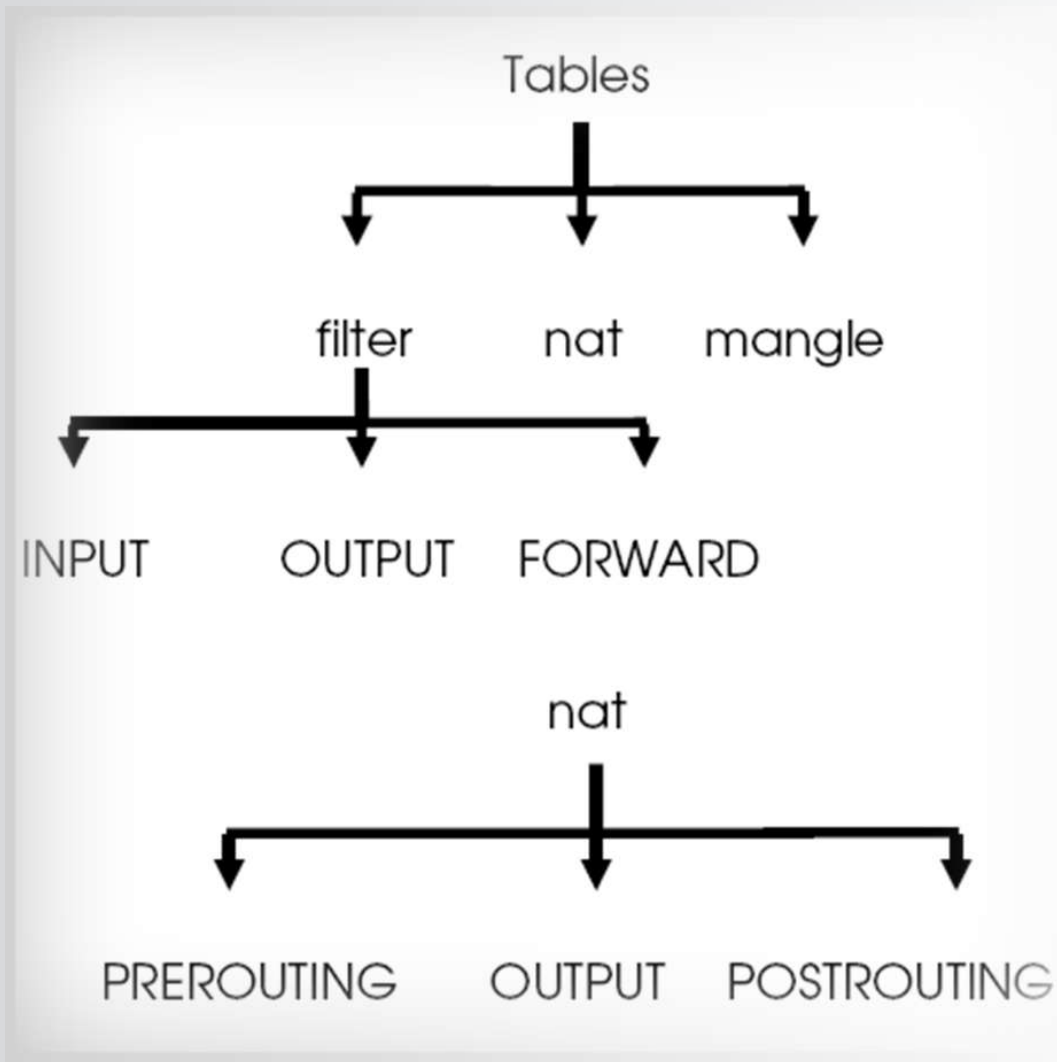 Tables
filter nat mangle
INPUT OUTPUT FORWARD
nat
PREROUTING OUTPUT POSTROUTING